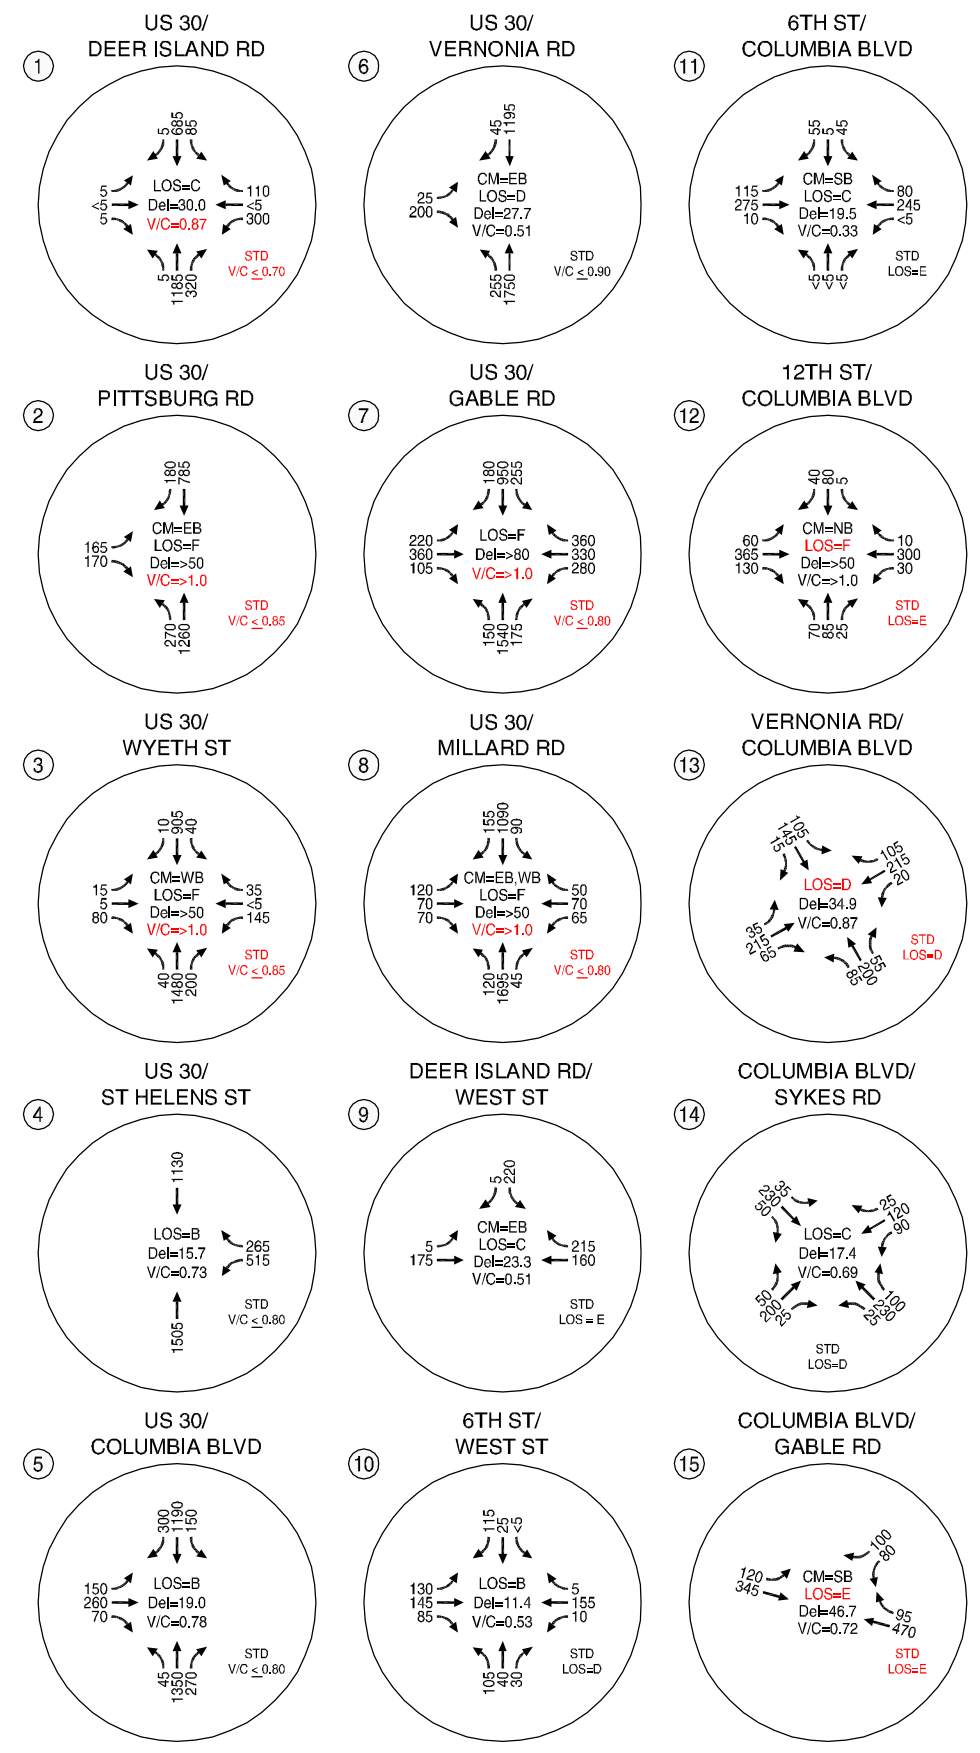 US 30/
DEER ISLAND RD
1
5
685
85
5
<5
5
LOS=C
Del=30.0
V/C=0.87
110
<5
300
5
1185
320
STD
V/C <0.70
US 30/
VERNONIA RD
6
45
1195
25
200
CM=EB
LOS=D
Del=27.7
V/C=0.51
255
1750
STD
V/C <0.90
6TH ST/
COLUMBIA BLVD
11
55
5
45
115
275
10
CM=SB
LOS=C
Del=19.5
V/C=0.33
80
245
<5
<5
<5
<5
STD
LOS=E
US 30/
PITTSBURG RD
2
180
785
165
170
CM=EB
LOS=F
Del=>50
V/C=>1.0
270
1260
STD
V/C <0.85
US 30/
GABLE RD
7
180
950
255
220
360
105
LOS=F
Del=>80
V/C=>1.0
360
330
280
150
1540
175
STD
V/C <0.80
12TH ST/
COLUMBIA BLVD
12
40
80
5
60
365
130
CM=NB
LOS=F
Del=>50
V/C=>1.0
10
300
30
70
85
25
STD
LOS=E
US 30/
WYETH ST
3
10
905
40
15
5
80
CM=WB
LOS=F
Del=>50
V/C=>1.0
35
<5
145
40
1480
200
STD
V/C <0.85
US 30/
MILLARD RD
8
155
1090
90
120
70
70
CM=EB,WB
LOS=F
Del=>50
V/C=>1.0
50
70
65
120
1695
45
STD
V/C <0.80
VERNONIA RD/
COLUMBIA BLVD
13
15
145
105
LOS=D
Del=34.9
V/C=0.87
105
215
20
85
200
55
STD
LOS=D
US 30/
ST HELENS ST
4
1130
LOS=B
Del=15.7
V/C=0.73
265
515
1505
STD
V/C <0.80
DEER ISLAND RD/
WEST ST
9
5
220
5
175
CM=EB
LOS=C
Del=23.3
V/C=0.51
215
160
STD
LOS = E
COLUMBIA BLVD/
SYKES RD
14
50
230
35
LOS=C
Del=17.4
V/C=0.69
25
120
90
50
200
25
25
230
100
STD
LOS=D
US 30/
COLUMBIA BLVD
5
300
1190
150
150
260
70
LOS=B
Del=19.0
V/C=0.78
45
1350
270
STD
V/C <0.80
6TH ST/
WEST ST
10
115
25
<5
130
145
85
LOS=B
Del=11.4
V/C=0.53
5
155
10
105
40
30
STD
LOS=D
COLUMBIA BLVD/
GABLE RD
15
100
80
120
345
CM=SB
LOS=E
Del=46.7
V/C=0.72
95
470
STD
LOS=E